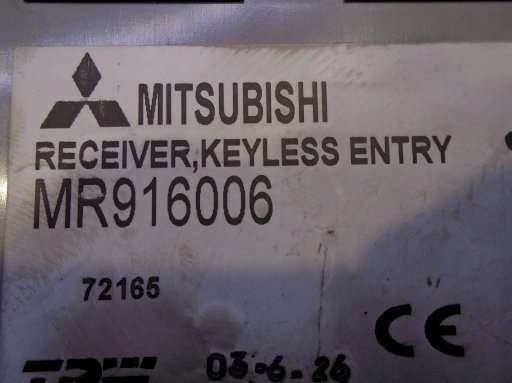 MITSUBISHI
RECEIVER,KEYLESS ENTRY
MR916006
72165
CE
03-6-26